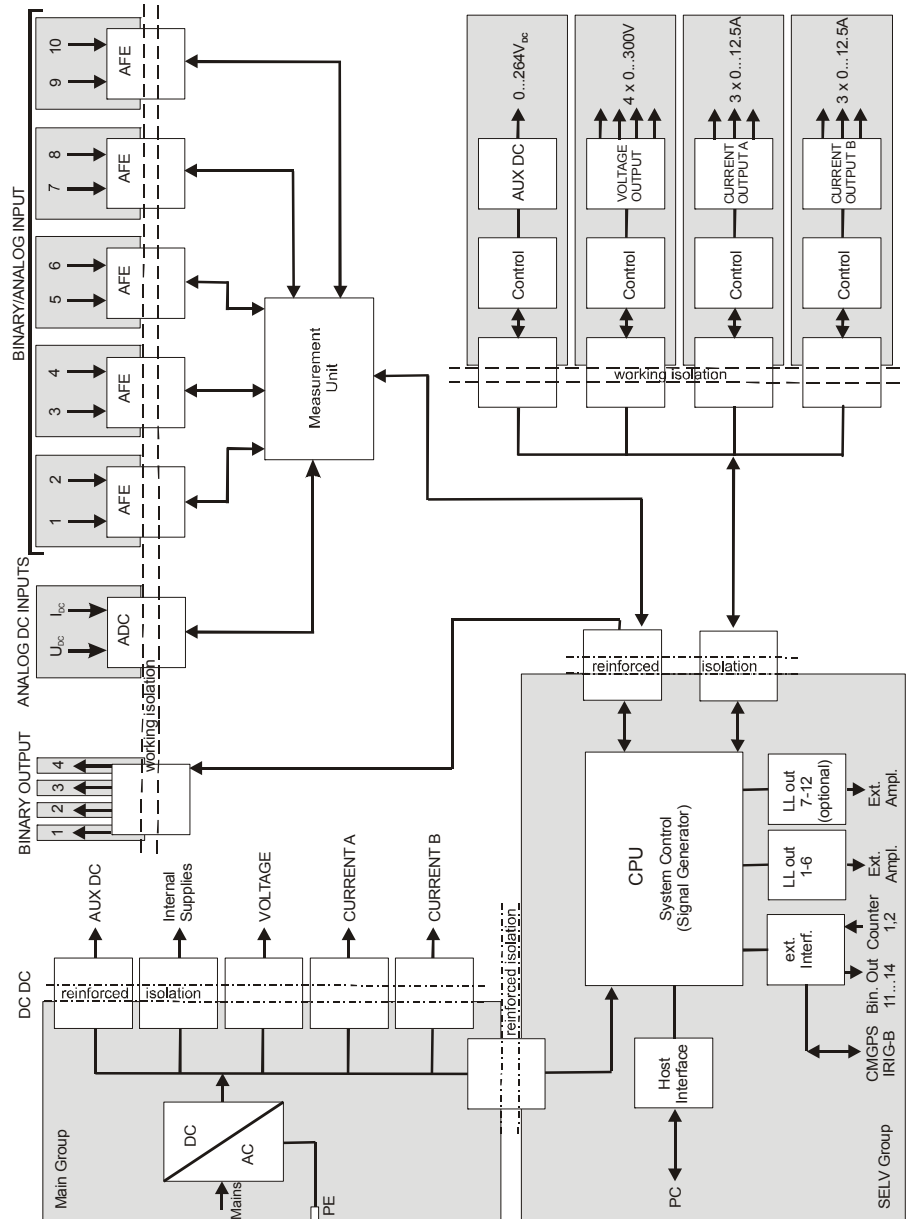 Main Group
Mains
DC
AC
PE
DC DC
reinforced isolation
AUX DC
Internal
Supplies
VOLTAGE
CURRENT A
CURRENT B
reinforced isolation
BINARY OUTPUT
1
2
3
4
working isolation
ANALOG DC INPUTS
U DC
I DC
ADC
BINARY/ANALOG INPUT
1
2
AFE
3
4
AFE
5
6
AFE
7
8
AFE
9
10
AFE
Measurement
Unit
SELV Group
PC
Host
Interface
CPU
System Control
(Signal Generator)
reinforced isolation
ext.
Interf.
LL out
1-6
LL out
7-12
(optional)
CMGPS
IRIG-B
Bin. Out
11...14
Counter
1,2
Ext.
Ampl.
Ext.
Ampl.
working isolation
Control
AUX DC
0...264V DC
Control
VOLTAGE
OUTPUT
4 x 0...300V
Control
CURRENT
OUTPUT A
3 x 0...12.5A
Control
CURRENT
OUTPUT B
3 x 0...12.5A